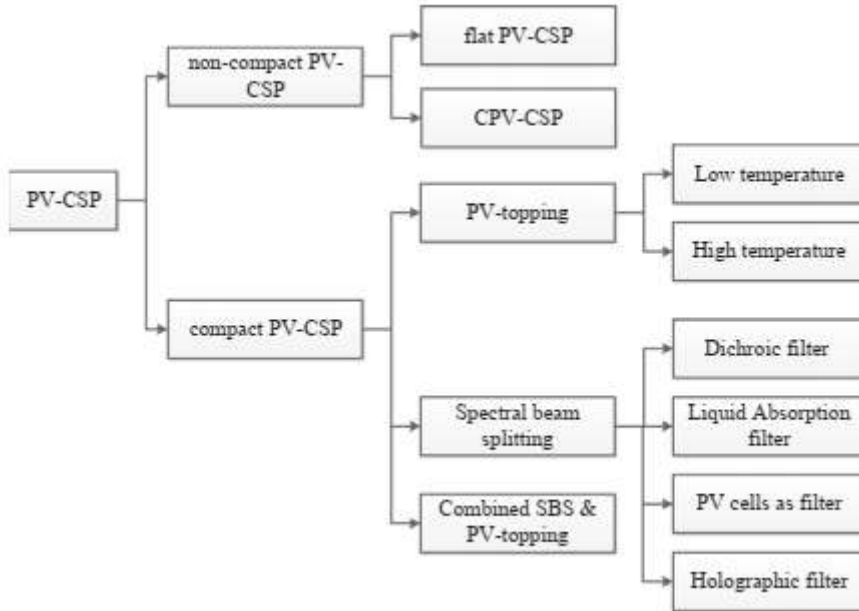 flat PV-CSP
non-compact PV-
CSP
CPV-CSP
Low temperature
PV-CSP
PV-topping
High temperature
compact PV-CSP
Dichroic filter
Spectral beam
splitting
Liquid Absorption
filter
PV cells as filter
Combined SBS &
PV-topping
Holographic filter